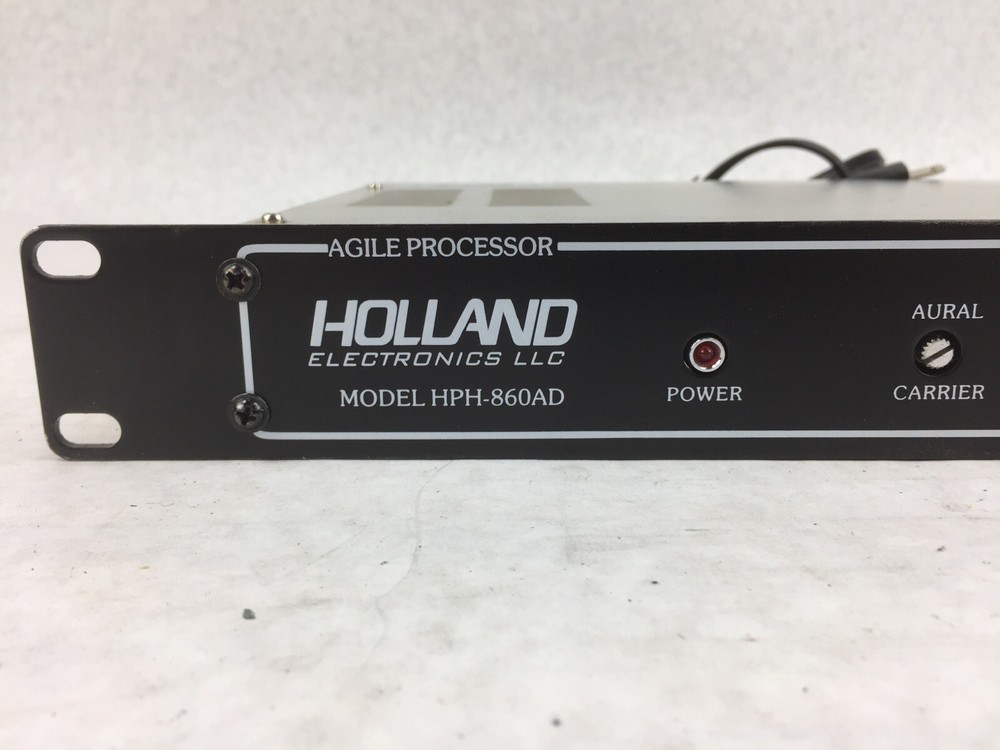 AGILE PROCESSOR
HOLLAND
ELECTRONICS LLC
MODEL HPH-860AD
POWER
AURAL
CARRIER